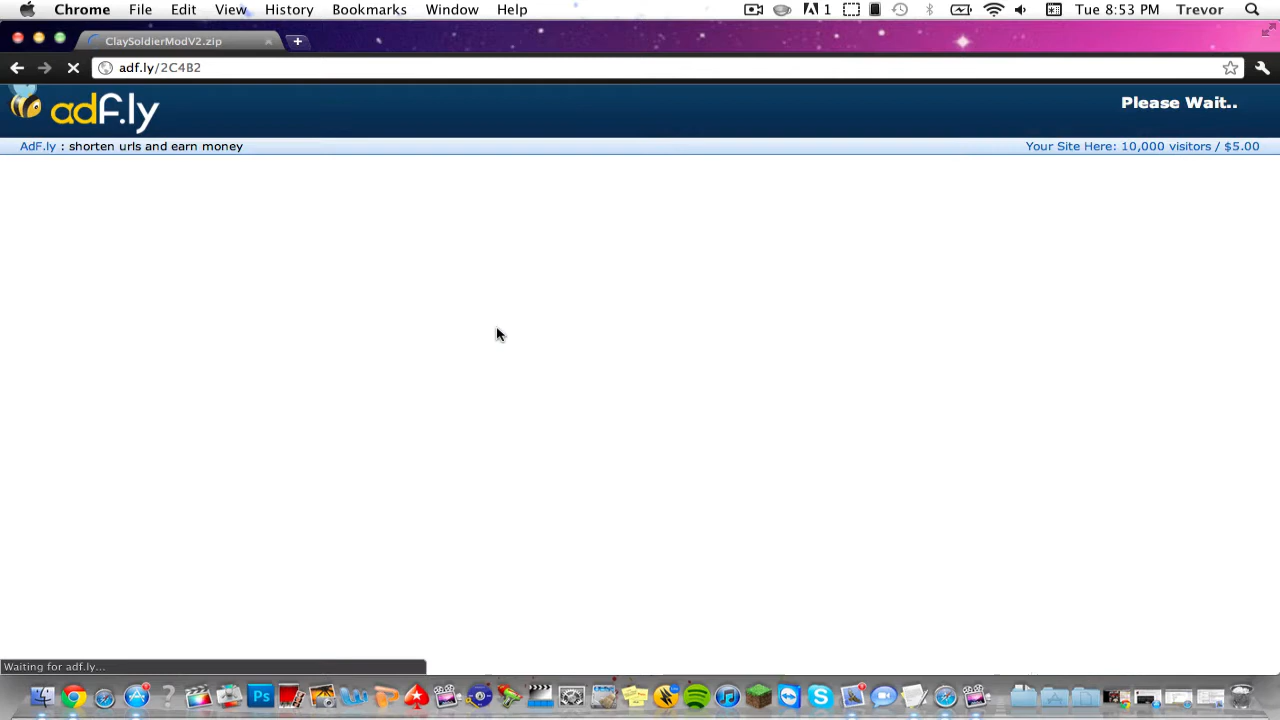 Chrome File Edit View History Bookmarks Window Help 1 Tue 8:53 PM Trevor
ClaySoldierModV2.zip
adf.ly/2C4B2
adf.ly
Please Wait..
AdF.ly : shorten urls and earn money
Your Site Here: 10,000 visitors / $5.00
Waiting for adf.ly...
Ps